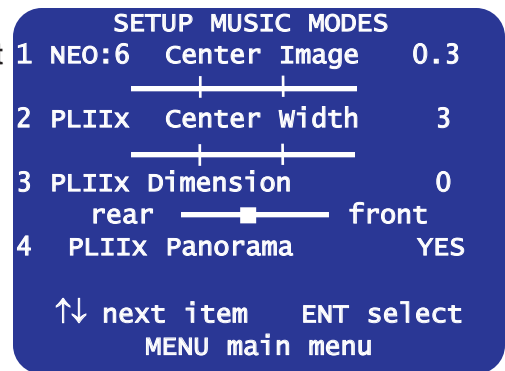 SETUP MUSIC MODES
t 1 NEO:6 Center Image 0.3
2 PLIIx Center Width 3
3 PLIIx Dimension 0
rear front
4 PLIIx Panorama YES
↑↓ next item ENT select
MENU main menu